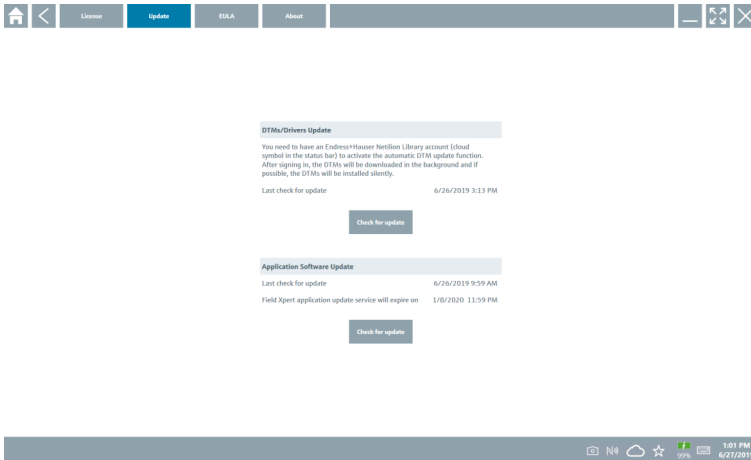 License Update EULA About
DTMs/Drivers Update
You need to have an Endress+Hauser Netilion Library account (cloud
symbol in the status bar) to activate the automatic DTM update function.
After signing in, the DTMs will be downloaded in the background and if
possible, the DTMs will be installed silently.
Last check for update 6/26/2019 3:13 PM
Check for update
Application Software Update
Last check for update 6/26/2019 9:59 AM
Field Xpert application update service will expire on 1/8/2020 11:59 PM
Check for update
1:01 PM
99% 6/27/201